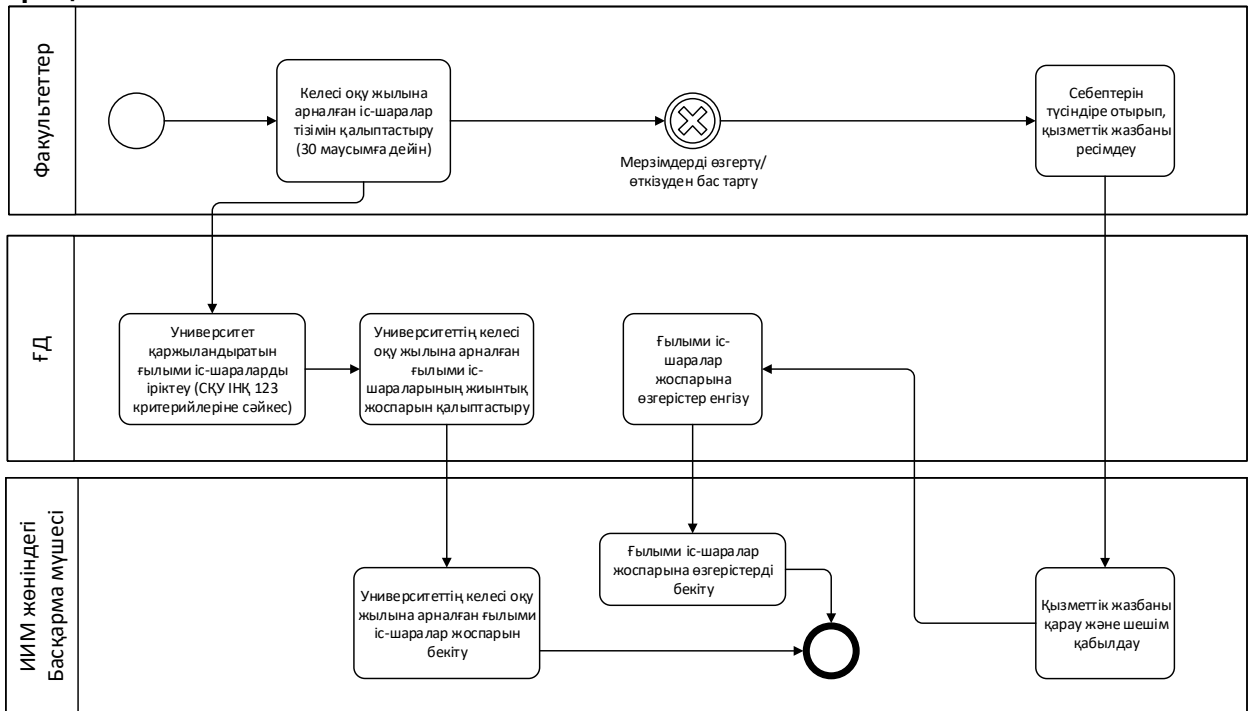 Факультеттер
Келесі оқу жылына
арналған іс-шаралар
тізімін қалыптастыру
(30 маусымға дейін)
Мерзімдерді өзгерту/
өткізуден бас тарту
Себептерін
түсіндіре отырып,
қызметтік жазбаны
ресімдеу
ҒД
Университет
қаржыландыратын
ғылыми іс-шараларды
іріктеу (СҚУ ІНҚ 123
критерийлеріне сәйкес)
Университеттің келесі
оқу жылына арналған
ғылыми іс-
шараларының жиынтық
жоспарын қалыптастыру
Ғылыми іс-
шаралар
жоспарына
өзгерістер енгізу
ИИМ жөніндегі
Басқарма мүшесі
Университеттің келесі оқу
жылына арналған ғылыми
іс-шаралар жоспарын
бекіту
Ғылыми іс-шаралар
жоспарына өзгерістерді
бекіту
Қызметтік жазбаны
қарау және шешім
қабылдау